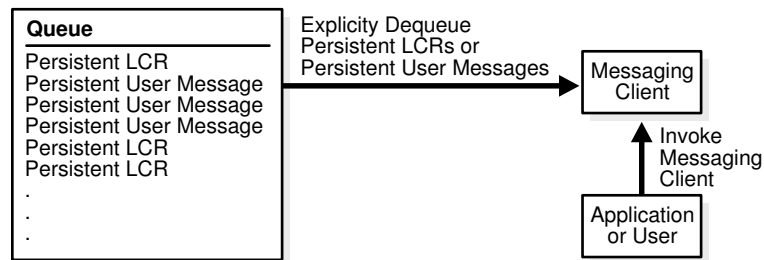 Queue
Persistent LCR
Persistent User Message
Persistent User Message
Persistent User Message
Persistent LCR
Persistent LCR
.
.
.
Explicity Dequeue
Persistent LCRs or
Persistent User Messages
Messaging
Client
Invoke
Messaging
Client
Application
or User